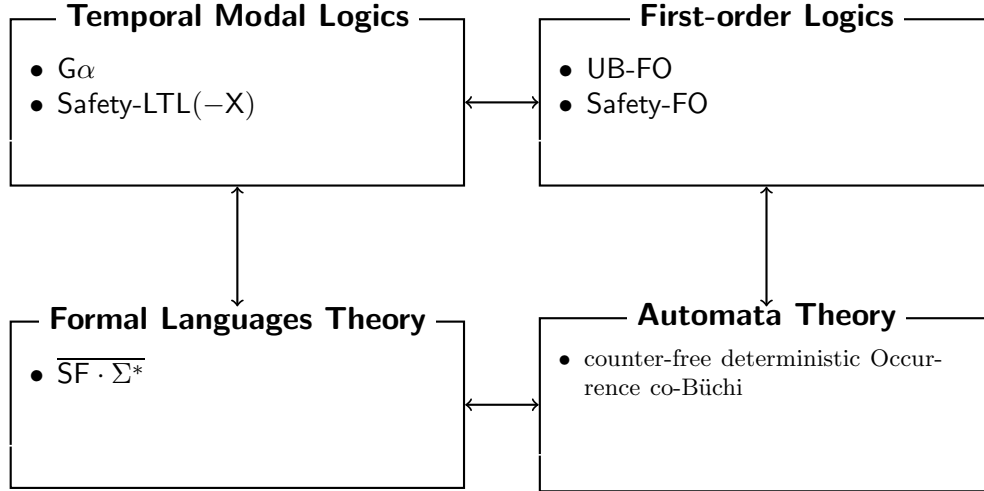 Temporal Modal Logics
• Gα
• Safety-LTL(−X)
First-order Logics
• UB-FO
• Safety-FO
Formal Languages Theory
• $\overline{\mathsf{SF} \cdot \Sigma^*}$
Automata Theory
• counter-free deterministic Occur-
rence co-Büchi